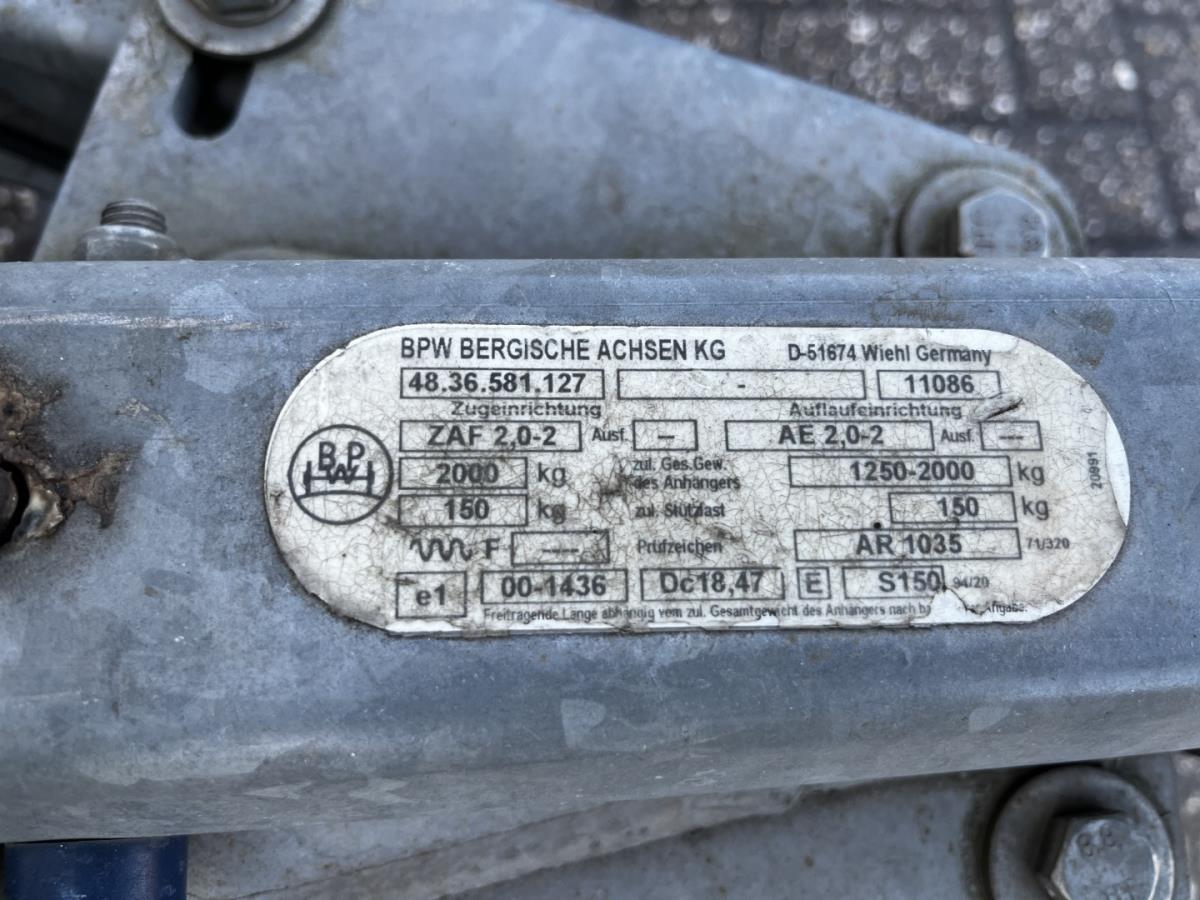 BPW BERGISCHE ACHSEN KG D-51674 Wiehl Germany
48.36.581.127 - 11086
Zugeinrichtung Auflaufeinrichtung
ZAF 2,0-2 Ausf. --- AE 2,0-2 Ausf. ---
2000 kg zul. Ges.Gew. des Anhängers 1250-2000 kg
150 kg zul. Stützlast 150 kg
F --- Prüfzeichen AR 1035 71/320
e1 00-1436 Dc18,47 E S150 94/20
Freitragende Länge abhängig vom zul. Gesamtgewicht des Anhängers nach
BPW
20991
8.8